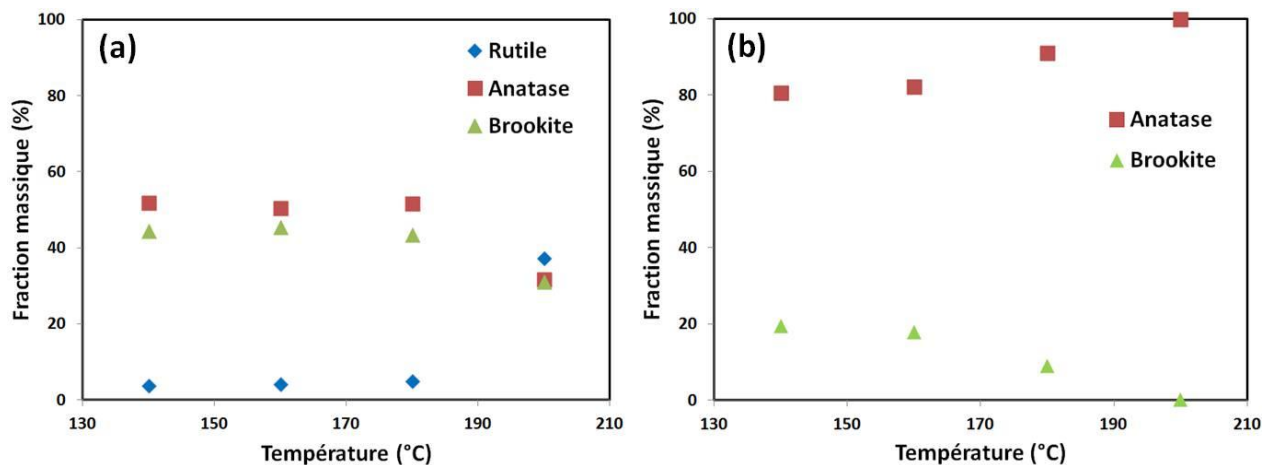 (a)
Rutile
Anatase
Brookite
Fraction massique (%)
100
80
60
40
20
0
130
150
170
190
210
Température (°C)
(b)
Anatase
Brookite
Fraction massique (%)
100
80
60
40
20
0
130
150
170
190
210
Température (°C)